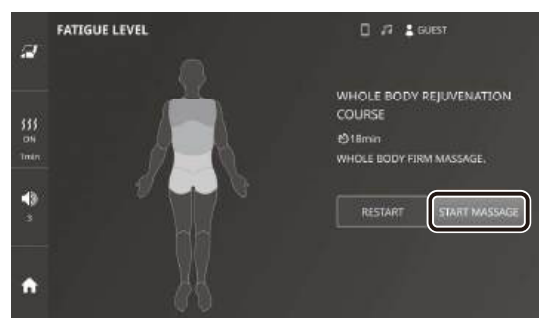 FATIGUE LEVEL
GUEST
ON
1min
3
WHOLE BODY REJUVENATION
COURSE
18min
WHOLE BODY FIRM MASSAGE.
RESTART
START MASSAGE